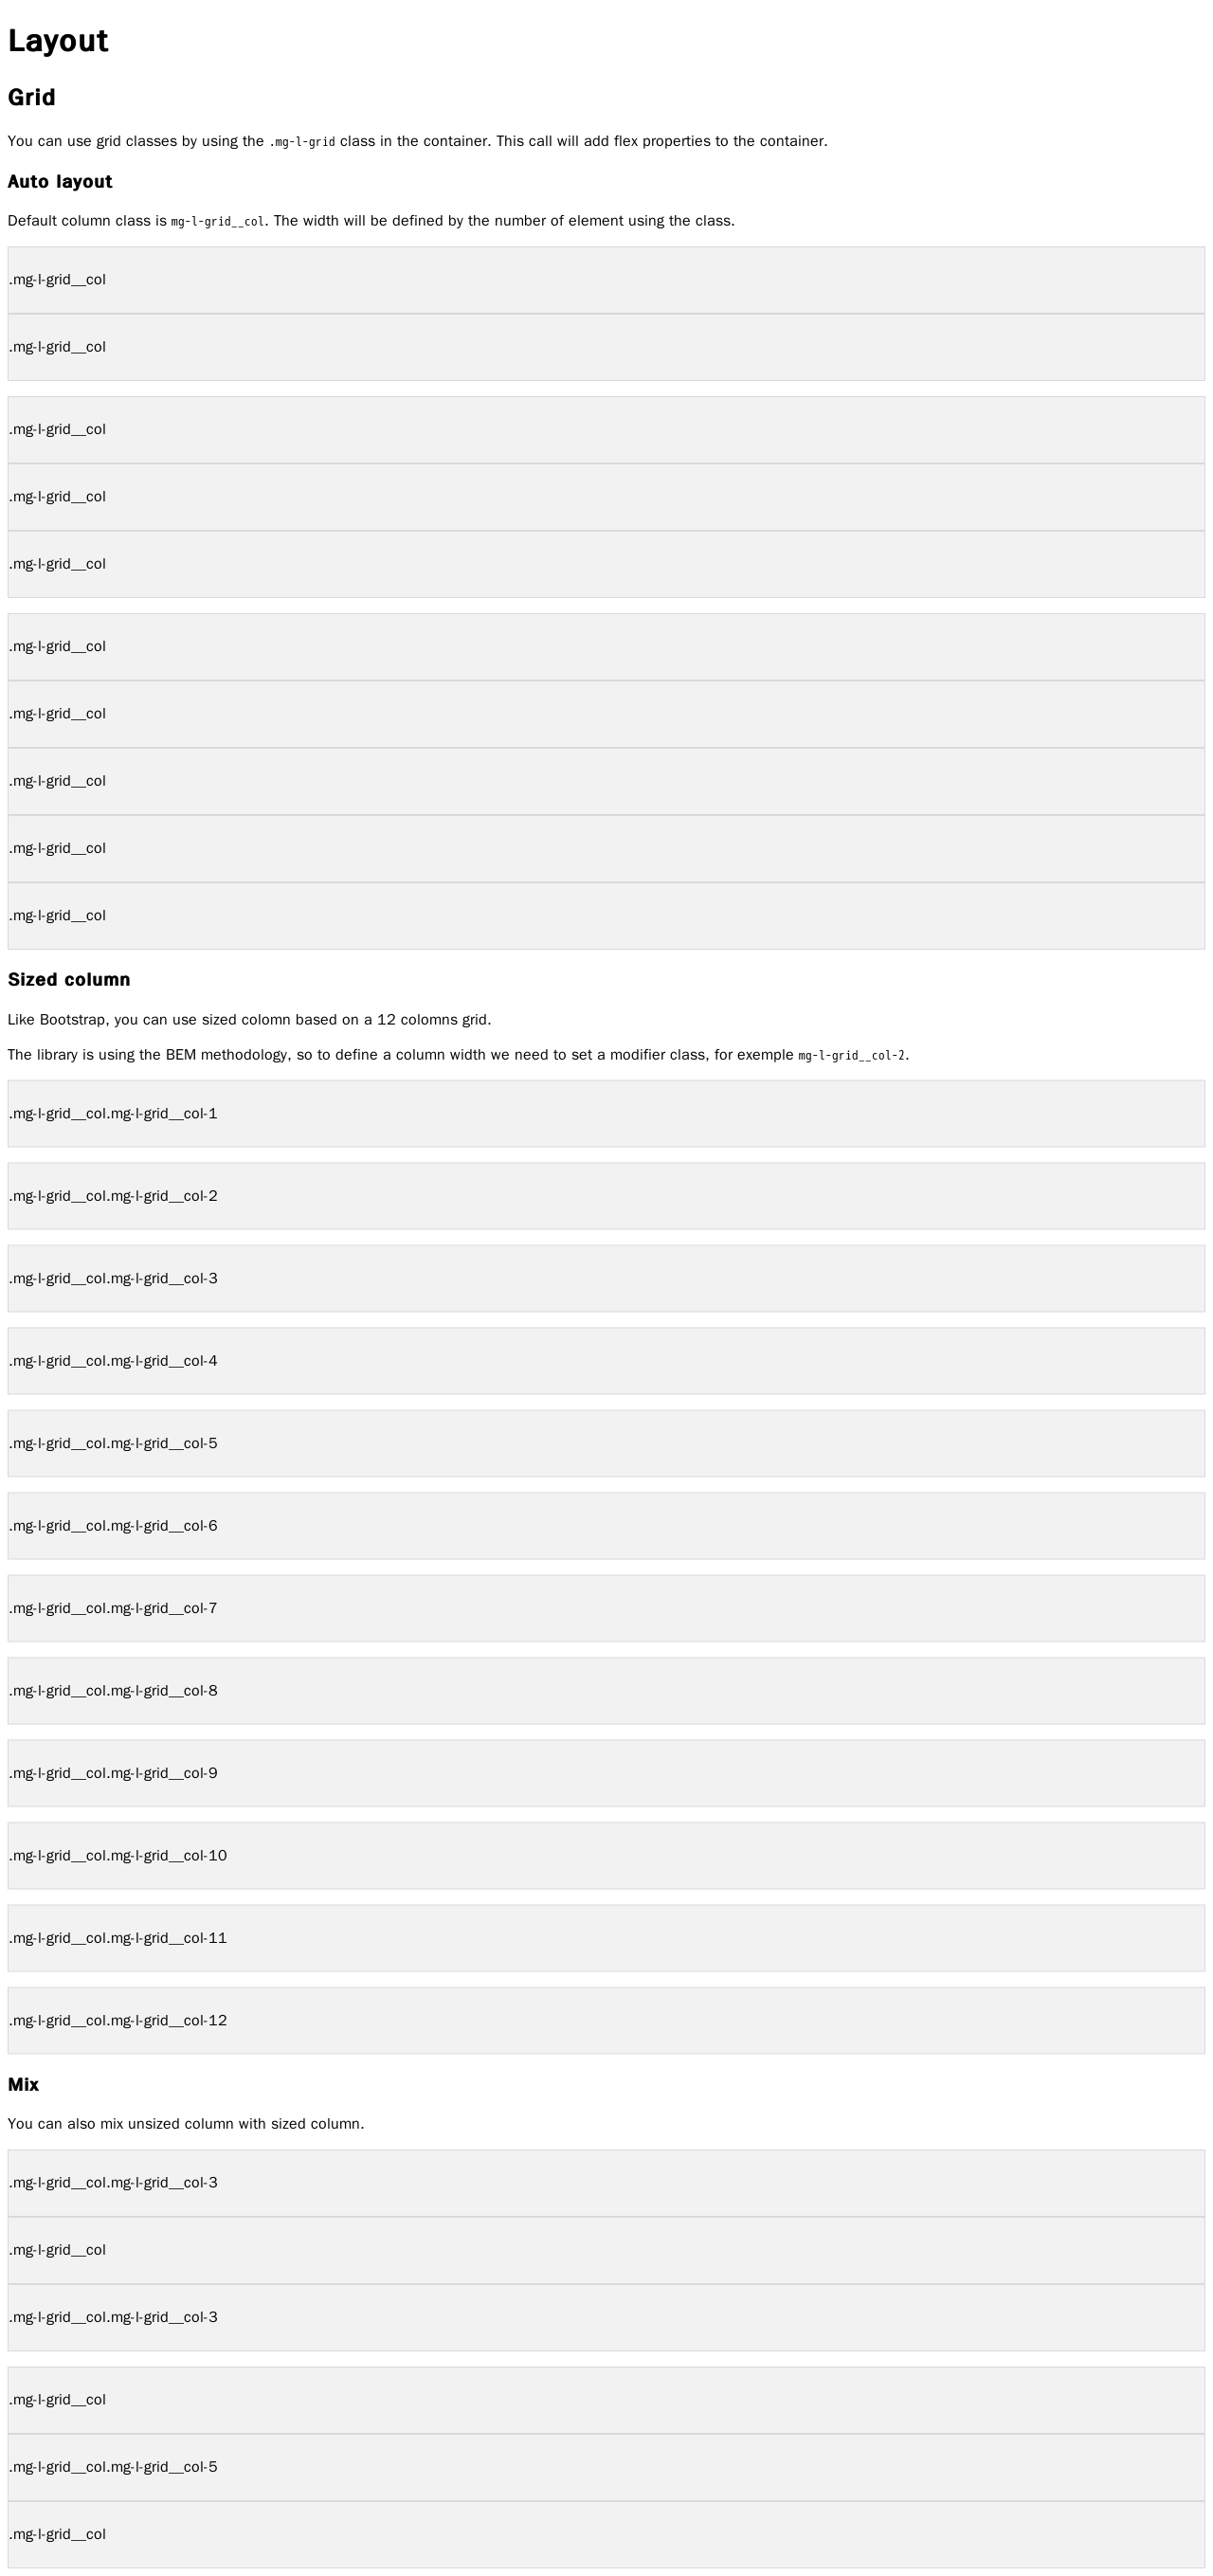 Layout
Grid
You can use grid classes by using the .mg-l-grid class in the container. This call will add flex properties to the container.
Auto layout
Default column class is mg-l-grid__col. The width will be defined by the number of element using the class.
.mg-l-grid__col
.mg-l-grid__col
.mg-l-grid__col
.mg-l-grid__col
.mg-l-grid__col
.mg-l-grid__col
.mg-l-grid__col
.mg-l-grid__col
.mg-l-grid__col
.mg-l-grid__col
Sized column
Like Bootstrap, you can use sized colomn based on a 12 colomns grid.
The library is using the BEM methodology, so to define a column width we need to set a modifier class, for exemple mg-l-grid__col-2.
.mg-l-grid__col.mg-l-grid__col-1
.mg-l-grid__col.mg-l-grid__col-2
.mg-l-grid__col.mg-l-grid__col-3
.mg-l-grid__col.mg-l-grid__col-4
.mg-l-grid__col.mg-l-grid__col-5
.mg-l-grid__col.mg-l-grid__col-6
.mg-l-grid__col.mg-l-grid__col-7
.mg-l-grid__col.mg-l-grid__col-8
.mg-l-grid__col.mg-l-grid__col-9
.mg-l-grid__col.mg-l-grid__col-10
.mg-l-grid__col.mg-l-grid__col-11
.mg-l-grid__col.mg-l-grid__col-12
Mix
You can also mix unsized column with sized column.
.mg-l-grid__col.mg-l-grid__col-3
.mg-l-grid__col
.mg-l-grid__col.mg-l-grid__col-3
.mg-l-grid__col
.mg-l-grid__col.mg-l-grid__col-5
.mg-l-grid__col